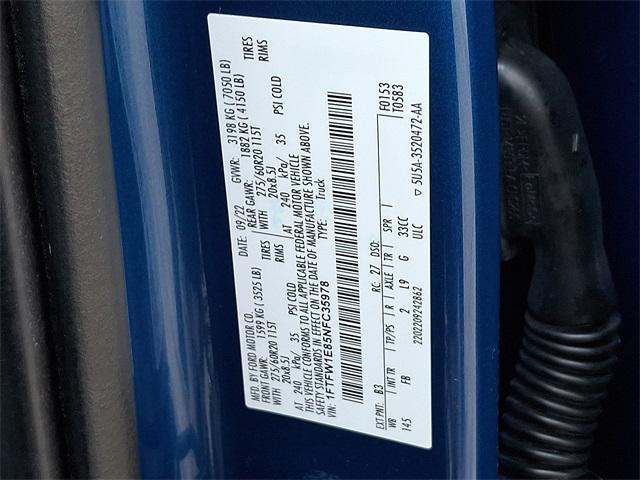 MFD. BY FORD MOTOR CO.
DATE: 09/22 GVWR: 3198 KG ( 7050 LB)
FRONT GAWR: 1599 KG ( 3525 LB) REAR GAWR: 1882 KG ( 4150 LB)
WITH 275/60R20 115T TIRES WITH 275/60R20 115T TIRES
20x8.5J RIMS 20x8.5J RIMS
AT 240 kPa/ 35 PSI COLD AT 240 kPa/ 35 PSI COLD
THIS VEHICLE CONFORMS TO ALL APPLICABLE FEDERAL MOTOR VEHICLE
SAFETY STANDARDS IN EFFECT ON THE DATE OF MANUFACTURE SHOWN ABOVE.
VIN: 1FTFW1E85NFC35978 TYPE: Truck
EXT PNT: B3 RC: 27 DSO: F0153
T0583
WB INT TR TP/PS R AXLE TR SPR
145 FB 2 L9 G 33CC
2202209242862 ULC ▽ 5U5A-3520472-AA